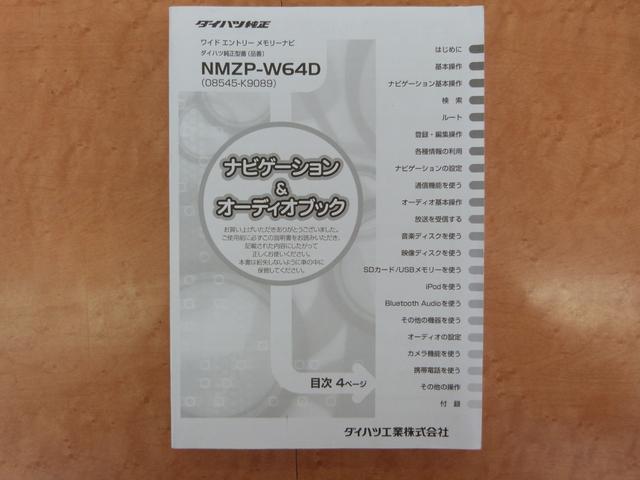 ダイハツ純正
ワイド エントリー メモリーナビ
ダイハツ純正型番（品番）
NMZP-W64D
（08545-K9089）
ナビゲーション
&
オーディオブック
お買い上げいただきありがとうございました。
ご使用前に必ずこの説明書をお読みいただき、
記載された内容にしたがって
正しくお使いください。
本書は紛失しないように車の中に
保管してください。
目次 4ページ
はじめに
基本操作
ナビゲーション基本操作
検 索
ルート
登録・編集操作
各種情報の利用
ナビゲーションの設定
通信機能を使う
オーディオ基本操作
放送を受信する
音楽ディスクを使う
映像ディスクを使う
SDカード/USBメモリーを使う
iPodを使う
Bluetooth Audioを使う
その他の機器を使う
オーディオの設定
カメラ機能を使う
携帯電話を使う
その他の操作
付 録
ダイハツ工業株式会社